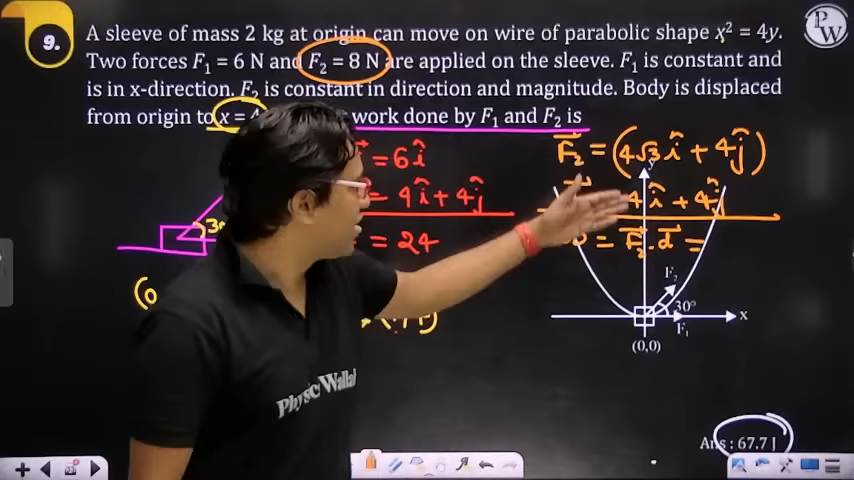 9.
A sleeve of mass 2 kg at origin can move on wire of parabolic shape x² = 4y.
Two forces F₁ = 6 N and F₂ = 8 N are applied on the sleeve. F₁ is constant and
is in x-direction. F₂ is constant in direction and magnitude. Body is displaced
from origin to x = 4 work done by F₁ and F₂ is
= 6î
= 4î + 4ĵ
= 24
F₂ = (4√3 î + 4ĵ)
4î + 4ĵ
= F₂ . d =
y
F₂
30°
F₁
x
(0,0)
Ans : 67.7 J
PW
Physics Wallah